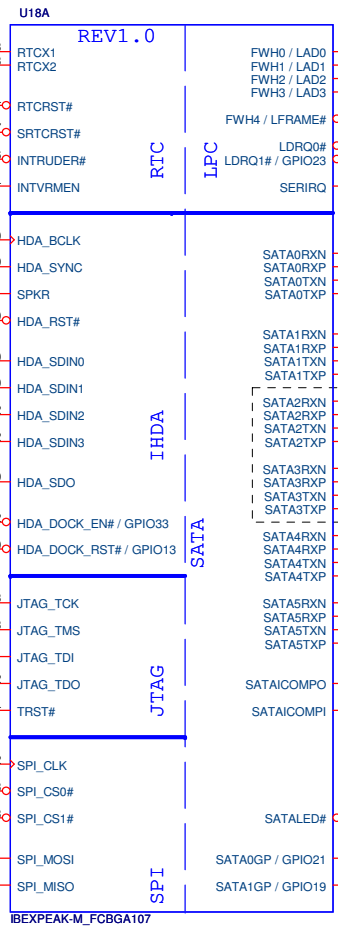 U18A
REV1.0
RTCX1
RTCX2
RTCRST#
SRTCRST#
INTRUDER#
INTVRMEN
RTC
LPC
FWH0 / LAD0
FWH1 / LAD1
FWH2 / LAD2
FWH3 / LAD3
FWH4 / LFRAME#
LDRQ0#
LDRQ1# / GPIO23
SERIRQ
HDA_BCLK
HDA_SYNC
SPKR
HDA_RST#
HDA_SDIN0
HDA_SDIN1
HDA_SDIN2
HDA_SDIN3
HDA_SDO
HDA_DOCK_EN# / GPIO33
HDA_DOCK_RST# / GPIO13
IHDA
SATA
SATA0RXN
SATA0RXP
SATA0TXN
SATA0TXP
SATA1RXN
SATA1RXP
SATA1TXN
SATA1TXP
SATA2RXN
SATA2RXP
SATA2TXN
SATA2TXP
SATA3RXN
SATA3RXP
SATA3TXN
SATA3TXP
SATA4RXN
SATA4RXP
SATA4TXN
SATA4TXP
SATA5RXN
SATA5RXP
SATA5TXN
SATA5TXP
SATAICOMPO
SATAICOMPI
SATALED#
SATA0GP / GPIO21
SATA1GP / GPIO19
JTAG_TCK
JTAG_TMS
JTAG_TDI
JTAG_TDO
TRST#
JTAG
SPI_CLK
SPI_CS0#
SPI_CS1#
SPI_MOSI
SPI_MISO
SPI
IBEXPEAK-M_FCBGA107